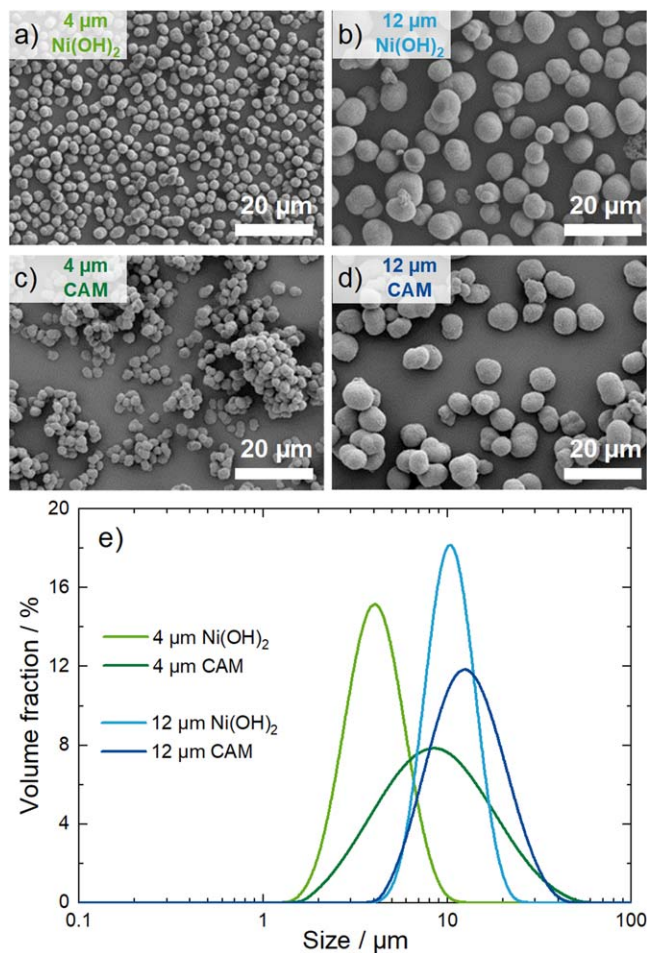 a)
4 µm
Ni(OH)2
20 µm
b)
12 µm
Ni(OH)2
20 µm
c)
4 µm
CAM
20 µm
d)
12 µm
CAM
20 µm
e)
Volume fraction / %
20
16
12
8
4
0
4 µm Ni(OH)2
4 µm CAM
12 µm Ni(OH)2
12 µm CAM
0.1
1
10
100
Size / µm